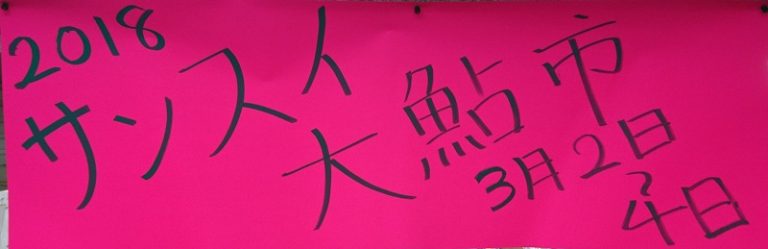 2018
サンスイ
大鮎市
3月2日
〜4日